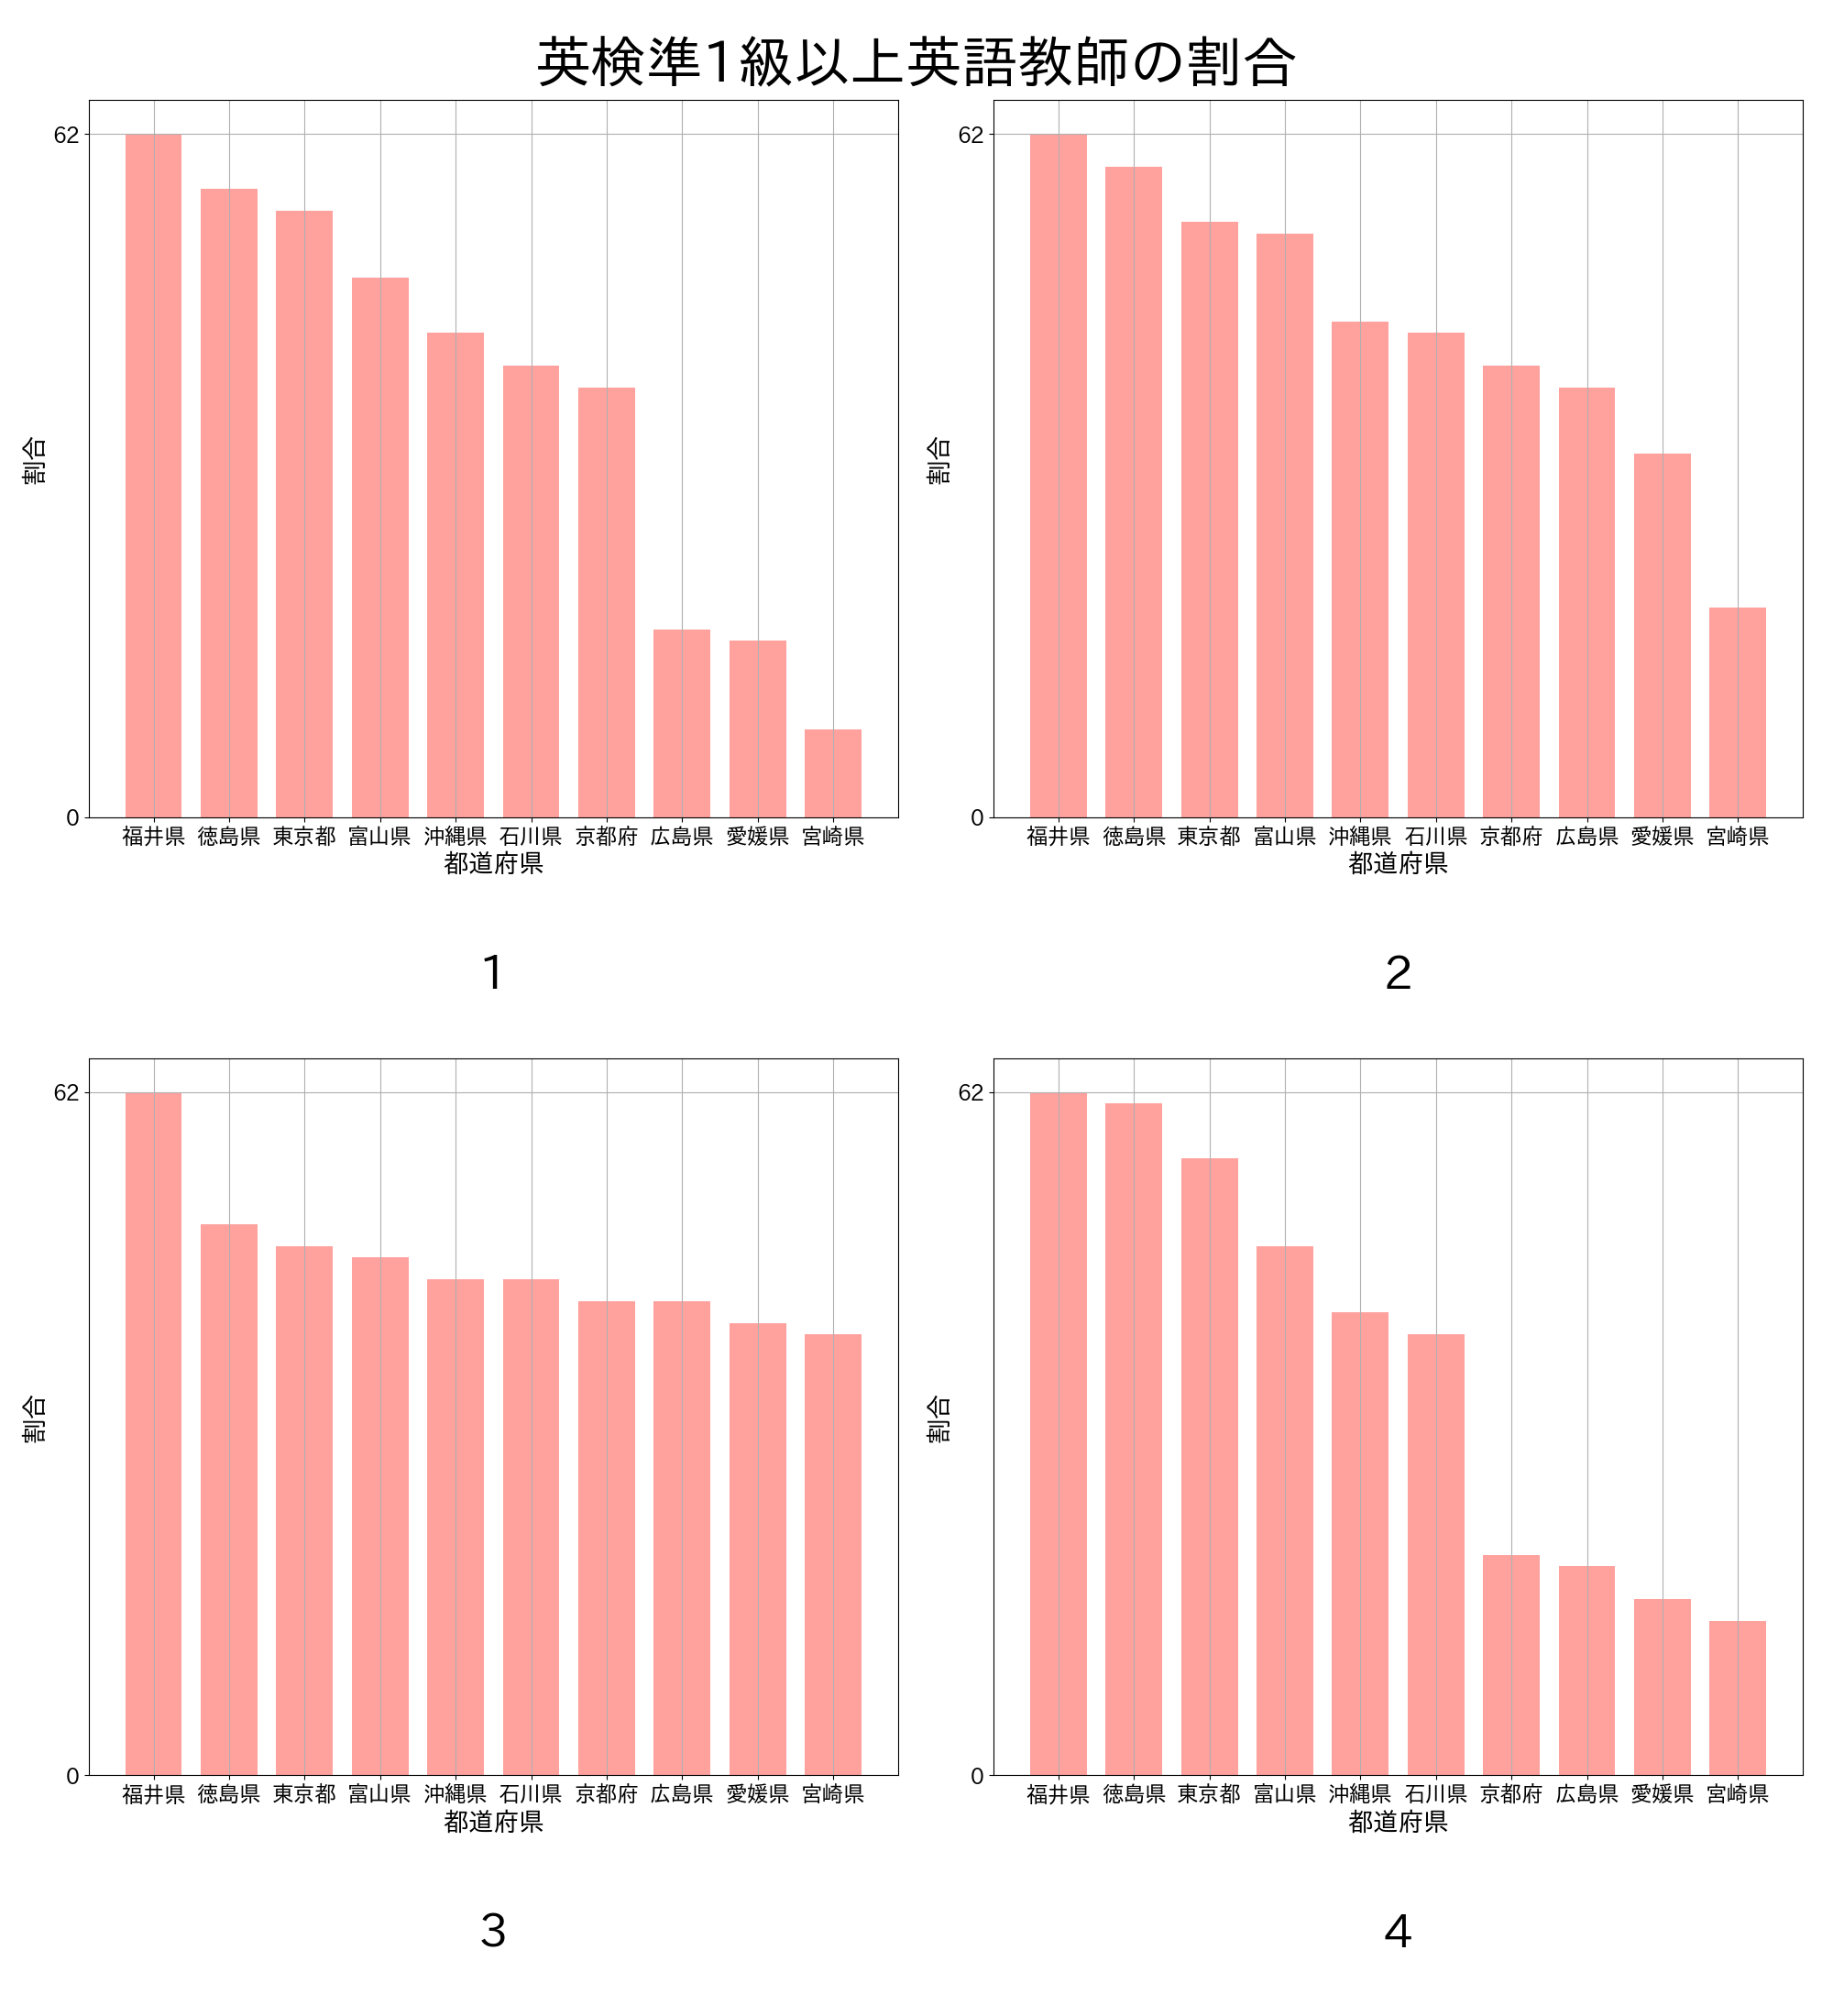 英検準1級以上英語教師の割合
62
0
割合
福井県 徳島県 東京都 富山県 沖縄県 石川県 京都府 広島県 愛媛県 宮崎県
都道府県
1
62
0
割合
福井県 徳島県 東京都 富山県 沖縄県 石川県 京都府 広島県 愛媛県 宮崎県
都道府県
2
62
0
割合
福井県 徳島県 東京都 富山県 沖縄県 石川県 京都府 広島県 愛媛県 宮崎県
都道府県
3
62
0
割合
福井県 徳島県 東京都 富山県 沖縄県 石川県 京都府 広島県 愛媛県 宮崎県
都道府県
4